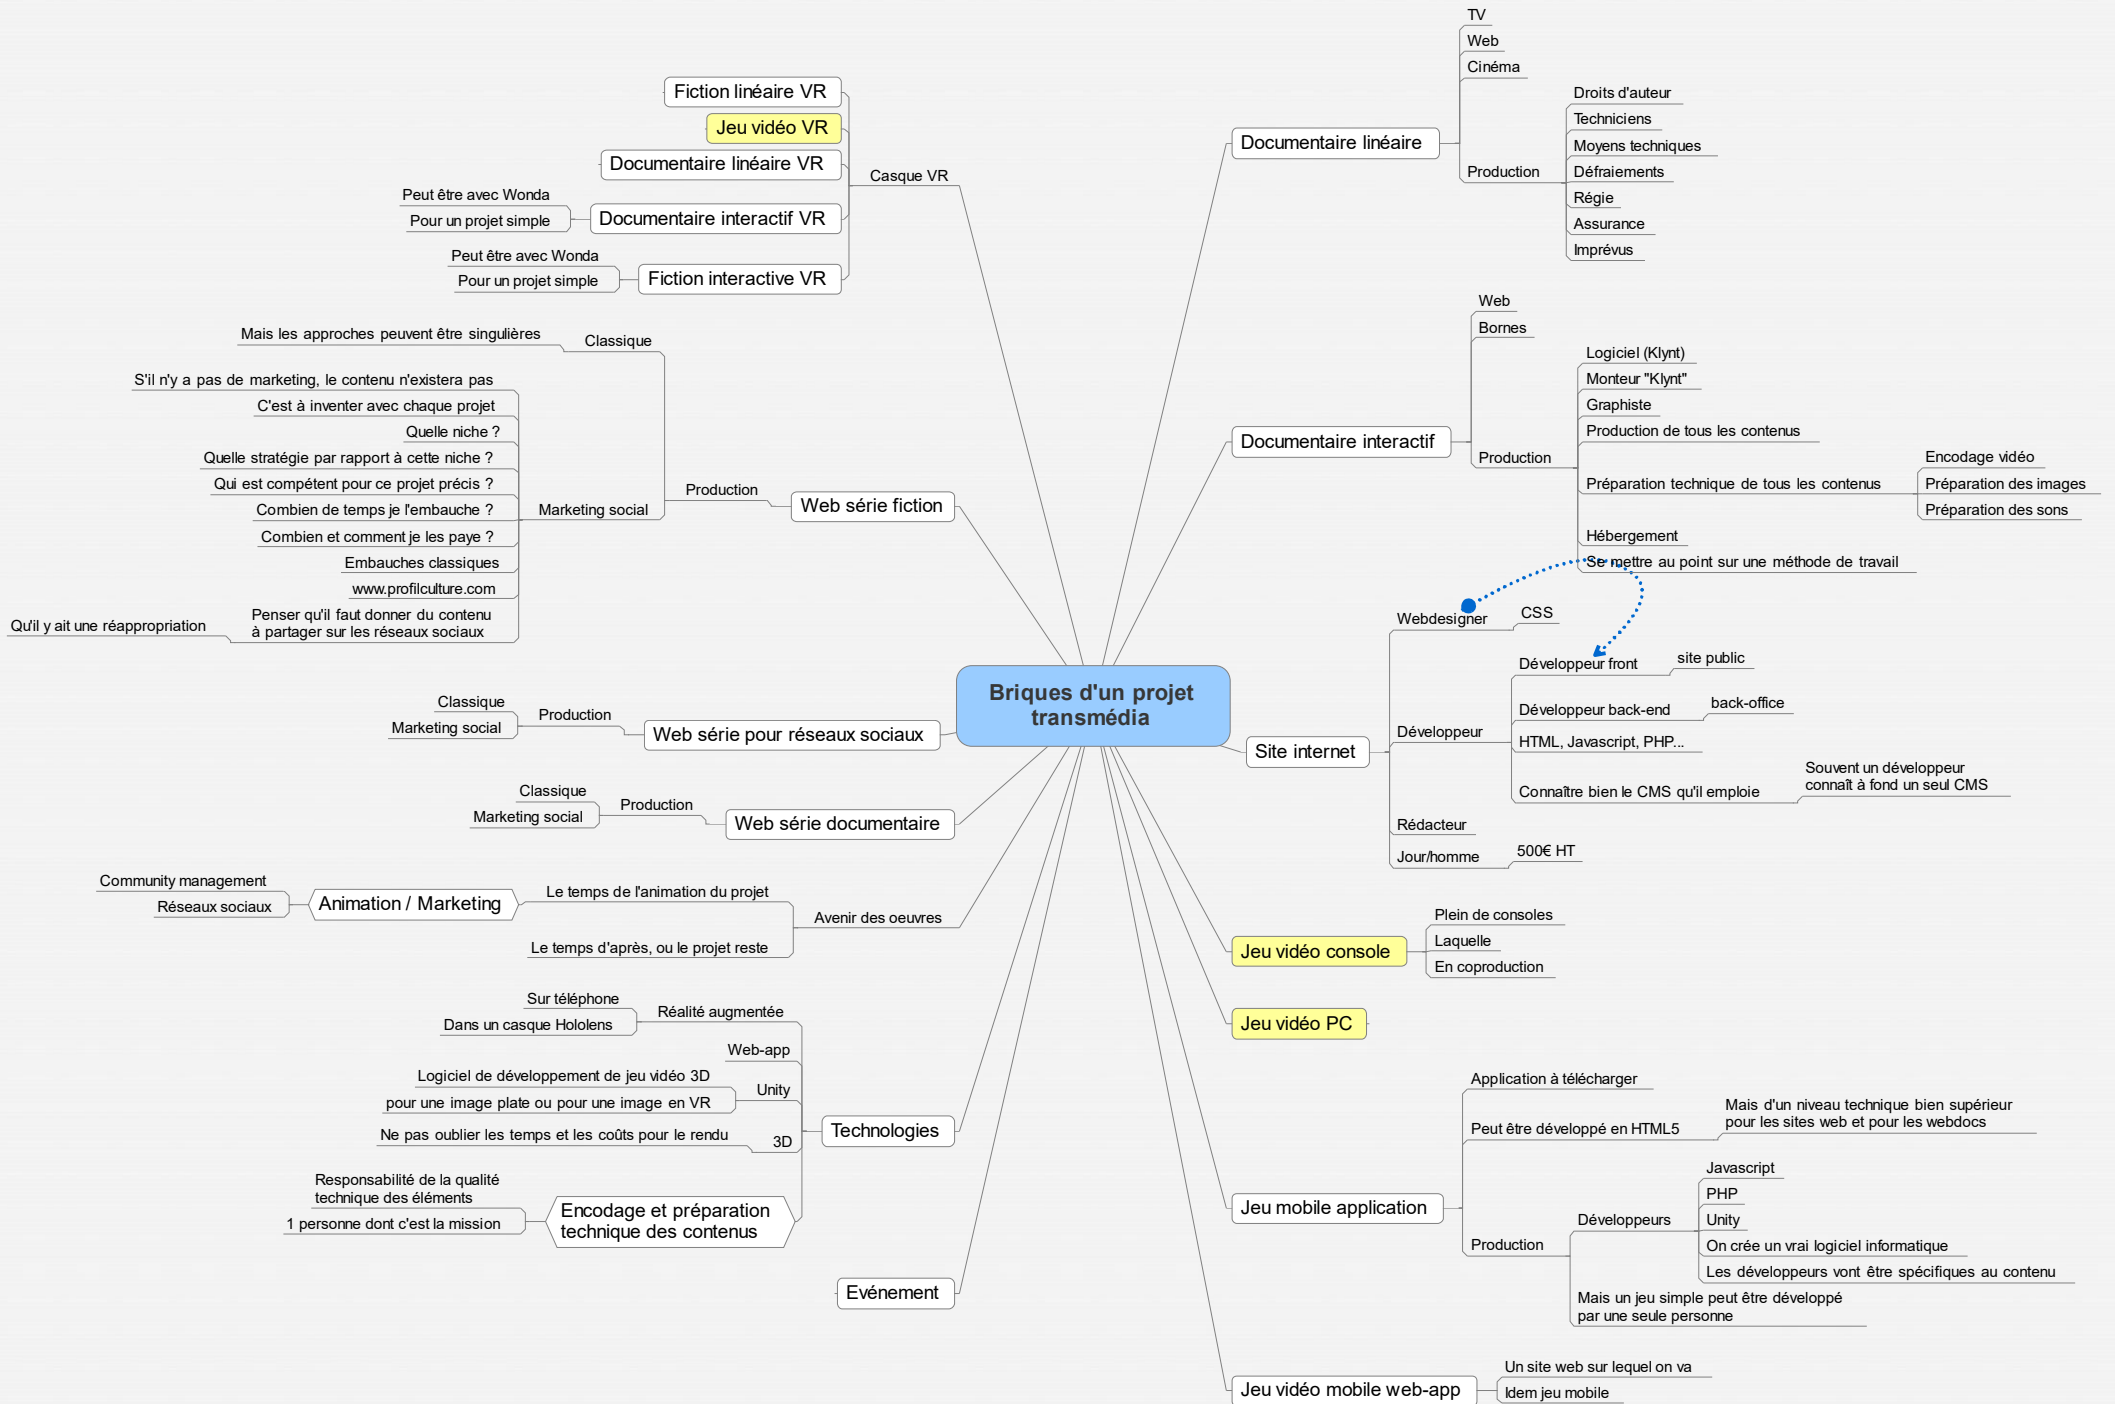 Briques d'un projet
transmédia
Documentaire linéaire
TV
Web
Cinéma
Production
Droits d'auteur
Techniciens
Moyens techniques
Défraiements
Régie
Assurance
Imprévus
Documentaire interactif
Web
Bornes
Production
Logiciel (Klynt)
Monteur "Klynt"
Graphiste
Production de tous les contenus
Préparation technique de tous les contenus
Encodage vidéo
Préparation des images
Préparation des sons
Hébergement
Se mettre au point sur une méthode de travail
Site internet
Webdesigner
CSS
Développeur
Développeur front
site public
Développeur back-end
back-office
HTML, Javascript, PHP...
Connaître bien le CMS qu'il emploie
Souvent un développeur
connaît à fond un seul CMS
Rédacteur
Jour/homme
500€ HT
Jeu vidéo console
Plein de consoles
Laquelle
En coproduction
Jeu vidéo PC
Jeu mobile application
Application à télécharger
Peut être développé en HTML5
Mais d'un niveau technique bien supérieur
pour les sites web et pour les webdocs
Production
Développeurs
Javascript
PHP
Unity
On crée un vrai logiciel informatique
Les développeurs vont être spécifiques au contenu
Mais un jeu simple peut être développé
par une seule personne
Jeu vidéo mobile web-app
Un site web sur lequel on va
Idem jeu mobile
Casque VR
Fiction linéaire VR
Jeu vidéo VR
Documentaire linéaire VR
Documentaire interactif VR
Peut être avec Wonda
Pour un projet simple
Fiction interactive VR
Peut être avec Wonda
Pour un projet simple
Web série fiction
Production
Classique
Mais les approches peuvent être singulières
Marketing social
S'il n'y a pas de marketing, le contenu n'existera pas
C'est à inventer avec chaque projet
Quelle niche ?
Quelle stratégie par rapport à cette niche ?
Qui est compétent pour ce projet précis ?
Combien de temps je l'embauche ?
Combien et comment je les paye ?
Embauches classiques
www.profilculture.com
Penser qu'il faut donner du contenu
à partager sur les réseaux sociaux
Qu'il y ait une réappropriation
Web série pour réseaux sociaux
Production
Classique
Marketing social
Web série documentaire
Production
Classique
Marketing social
Avenir des oeuvres
Le temps de l'animation du projet
Animation / Marketing
Community management
Réseaux sociaux
Le temps d'après, ou le projet reste
Technologies
Réalité augmentée
Sur téléphone
Dans un casque Hololens
Web-app
Unity
Logiciel de développement de jeu vidéo 3D
pour une image plate ou pour une image en VR
3D
Ne pas oublier les temps et les coûts pour le rendu
Encodage et préparation
technique des contenus
Responsabilité de la qualité
technique des éléments
1 personne dont c'est la mission
Evénement